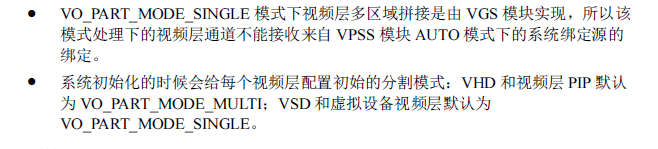 ● VO_PART_MODE_SINGLE 模式下视频层多区域拼接是由 VGS 模块实现，所以该
模式处理下的视频层通道不能接收来自 VPSS 模块 AUTO 模式下的系统绑定源的
绑定。
● 系统初始化的时候会给每个视频层配置初始的分割模式：VHD 和视频层 PIP 默认
为 VO_PART_MODE_MULTI；VSD 和虚拟设备视频层默认为
VO_PART_MODE_SINGLE。